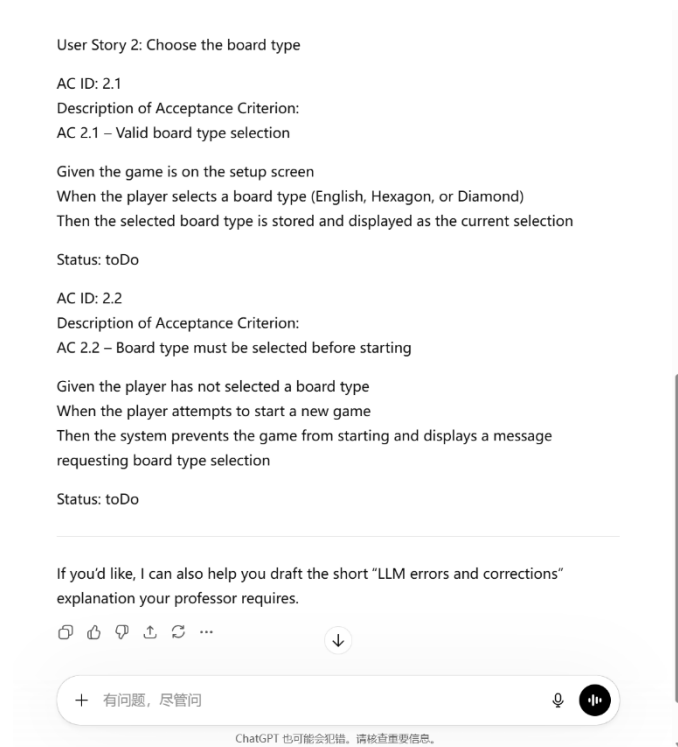 User Story 2: Choose the board type
AC ID: 2.1
Description of Acceptance Criterion:
AC 2.1 – Valid board type selection
Given the game is on the setup screen
When the player selects a board type (English, Hexagon, or Diamond)
Then the selected board type is stored and displayed as the current selection
Status: toDo
AC ID: 2.2
Description of Acceptance Criterion:
AC 2.2 – Board type must be selected before starting
Given the player has not selected a board type
When the player attempts to start a new game
Then the system prevents the game from starting and displays a message
requesting board type selection
Status: toDo
If you'd like, I can also help you draft the short “LLM errors and corrections”
explanation your professor requires.
有问题，尽管问
ChatGPT 也可能会犯错。请核查重要信息。